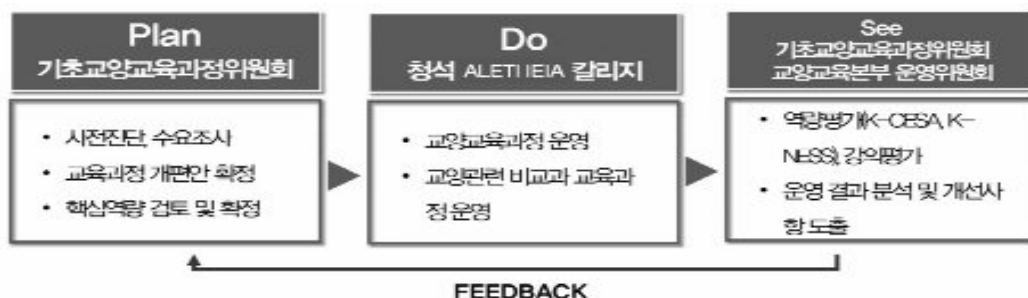 Plan
기초교양교육과정위원회
• 사전진단, 수요조사
• 교육과정 개편안 확정
• 핵심역량 검토 및 확정
Do
청석 ALETHEIA 칼리지
• 교양교육과정 운영
• 교양관련 비교과 교육과
정 운영
See
기초교양교육과정위원회
교양교육본부 운영위원회
• 역량평가(K-CESA, K-
NESS), 강의평가
• 운영 결과 분석 및 개선사
항 도출
FEEDBACK